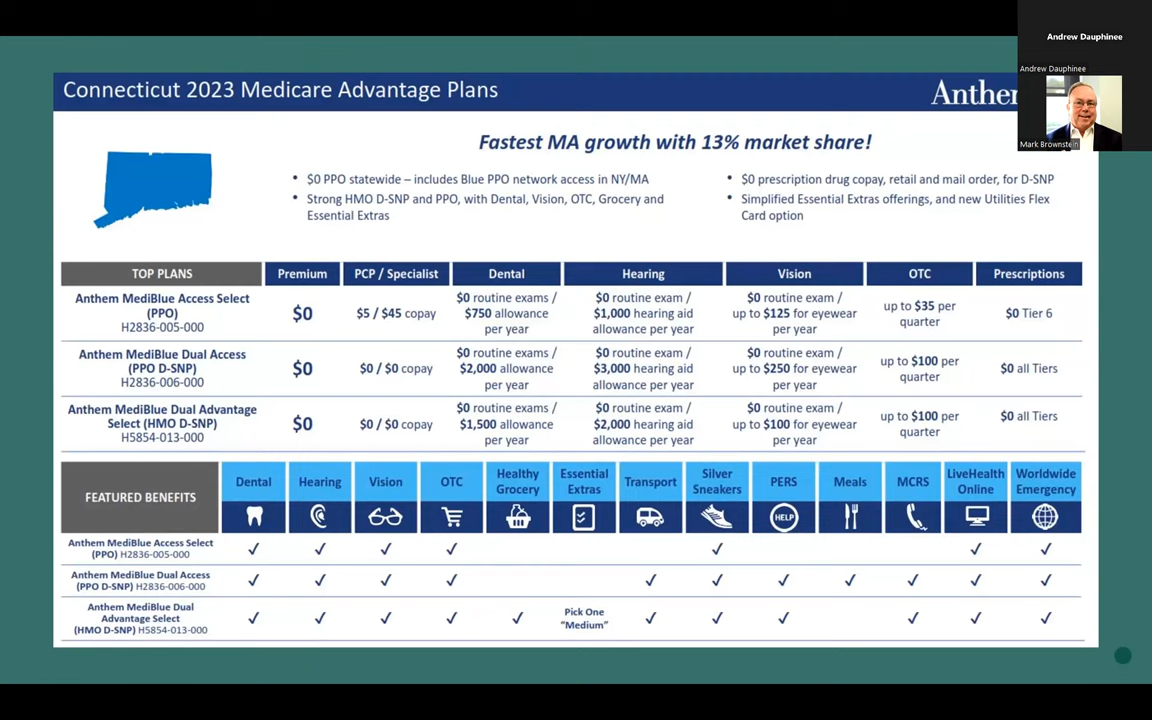 Andrew Dauphinee
Andrew Dauphinee
Mark Brownstein
Connecticut 2023 Medicare Advantage Plans
Anthem
Fastest MA growth with 13% market share!
• $0 PPO statewide – includes Blue PPO network access in NY/MA
• Strong HMO D-SNP and PPO, with Dental, Vision, OTC, Grocery and
Essential Extras
• $0 prescription drug copay, retail and mail order, for D-SNP
• Simplified Essential Extras offerings, and new Utilities Flex
Card option
TOP PLANS Premium PCP / Specialist Dental Hearing Vision OTC Prescriptions
Anthem MediBlue Access Select
(PPO)
H2836-005-000
$0
$5 / $45 copay
$0 routine exams /
$750 allowance
per year
$0 routine exam /
$1,000 hearing aid
allowance per year
$0 routine exam /
up to $125 for eyewear
per year
up to $35 per
quarter
$0 Tier 6
Anthem MediBlue Dual Access
(PPO D-SNP)
H2836-006-000
$0
$0 / $0 copay
$0 routine exams /
$2,000 allowance
per year
$0 routine exam /
$3,000 hearing aid
allowance per year
$0 routine exam /
up to $250 for eyewear
per year
up to $100 per
quarter
$0 all Tiers
Anthem MediBlue Dual Advantage
Select (HMO D-SNP)
H5854-013-000
$0
$0 / $0 copay
$0 routine exams /
$1,500 allowance
per year
$0 routine exam /
$2,000 hearing aid
allowance per year
$0 routine exam /
up to $100 for eyewear
per year
up to $100 per
quarter
$0 all Tiers
FEATURED BENEFITS
Dental
Hearing
Vision
OTC
Healthy
Grocery
Essential
Extras
Transport
Silver
Sneakers
PERS
HELP
Meals
MCRS
LiveHealth
Online
Worldwide
Emergency
Anthem MediBlue Access Select
(PPO) H2836-005-000
✓ ✓ ✓ ✓ ✓ ✓ ✓
Anthem MediBlue Dual Access
(PPO D-SNP) H2836-006-000
✓ ✓ ✓ ✓ ✓ ✓ ✓ ✓ ✓ ✓ ✓
Anthem MediBlue Dual
Advantage Select
(HMO D-SNP) H5854-013-000
✓ ✓ ✓ ✓ ✓
Pick One
"Medium"
✓ ✓ ✓ ✓ ✓ ✓